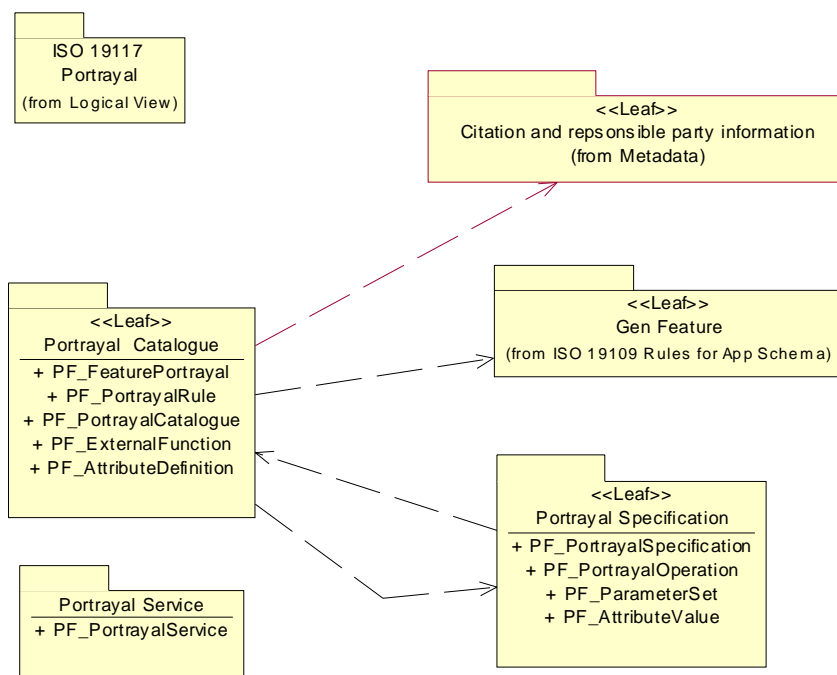 ISO 19117
Portrayal
(from Logical View)
<<Leaf>>
Citation and repsonsible party information
(from Metadata)
<<Leaf>>
Gen Feature
(from ISO 19109 Rules for App Schema)
<<Leaf>>
Portrayal Catalogue
+ PF_FeaturePortrayal
+ PF_PortrayalRule
+ PF_PortrayalCatalogue
+ PF_ExternalFunction
+ PF_AttributeDefinition
<<Leaf>>
Portrayal Specification
+ PF_PortrayalSpecification
+ PF_PortrayalOperation
+ PF_ParameterSet
+ PF_AttributeValue
Portrayal Service
+ PF_PortrayalService